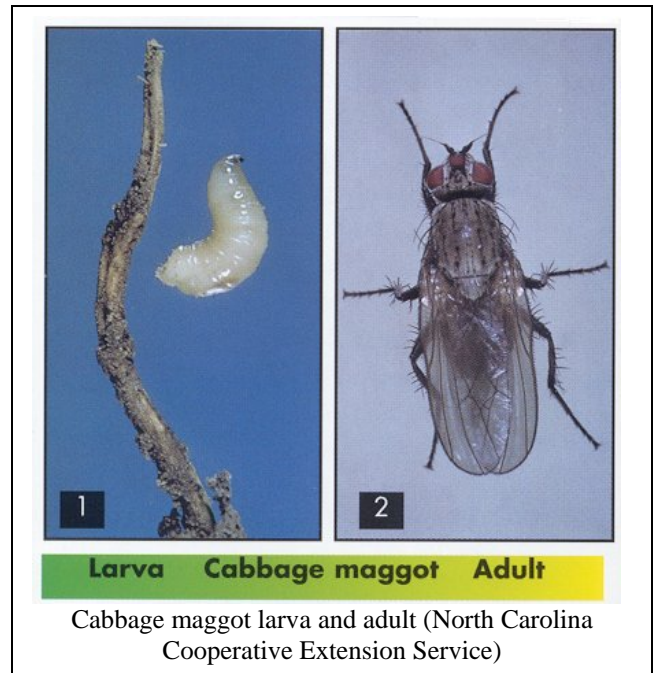 1
2
Larva Cabbage maggot Adult
Cabbage maggot larva and adult (North Carolina
Cooperative Extension Service)